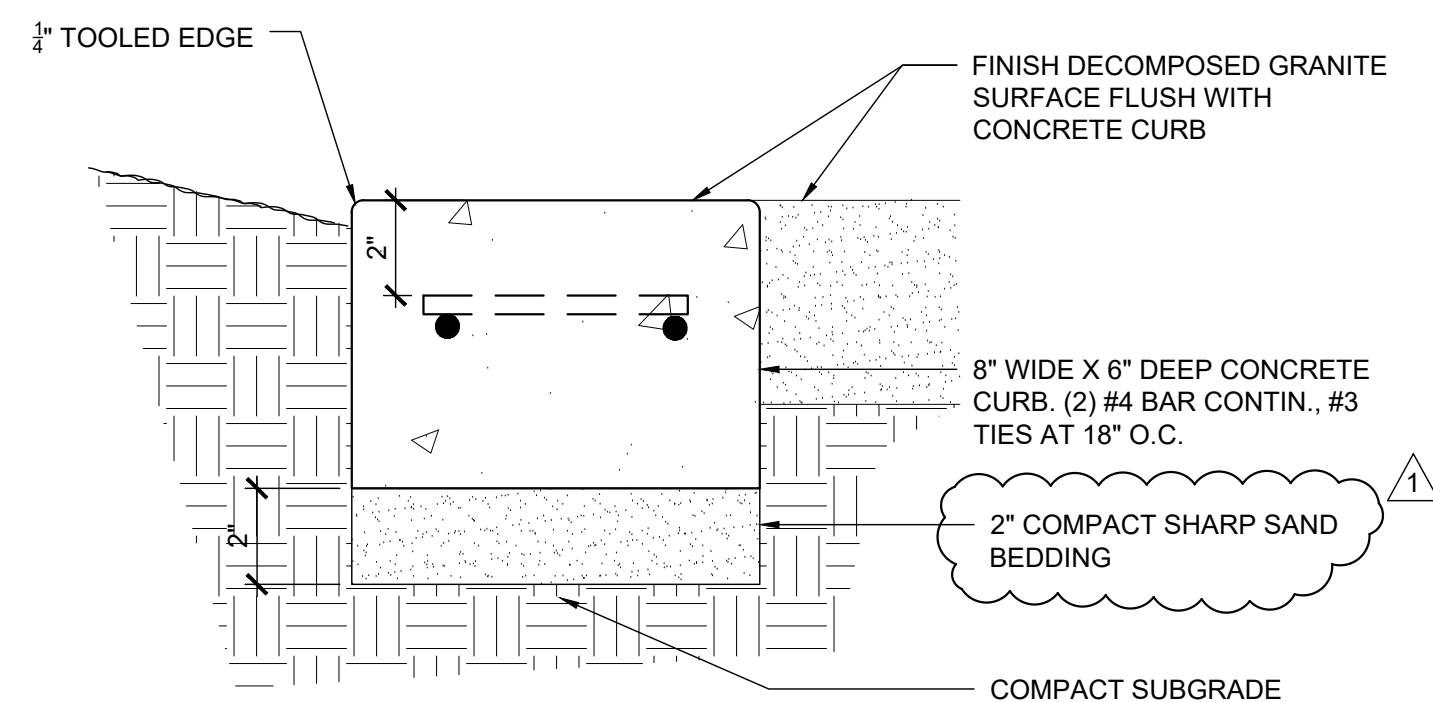 ¼" TOOLED EDGE
FINISH DECOMPOSED GRANITE
SURFACE FLUSH WITH
CONCRETE CURB
2"
8" WIDE X 6" DEEP CONCRETE
CURB. (2) #4 BAR CONTIN., #3
TIES AT 18" O.C.
1
2"
2" COMPACT SHARP SAND
BEDDING
COMPACT SUBGRADE